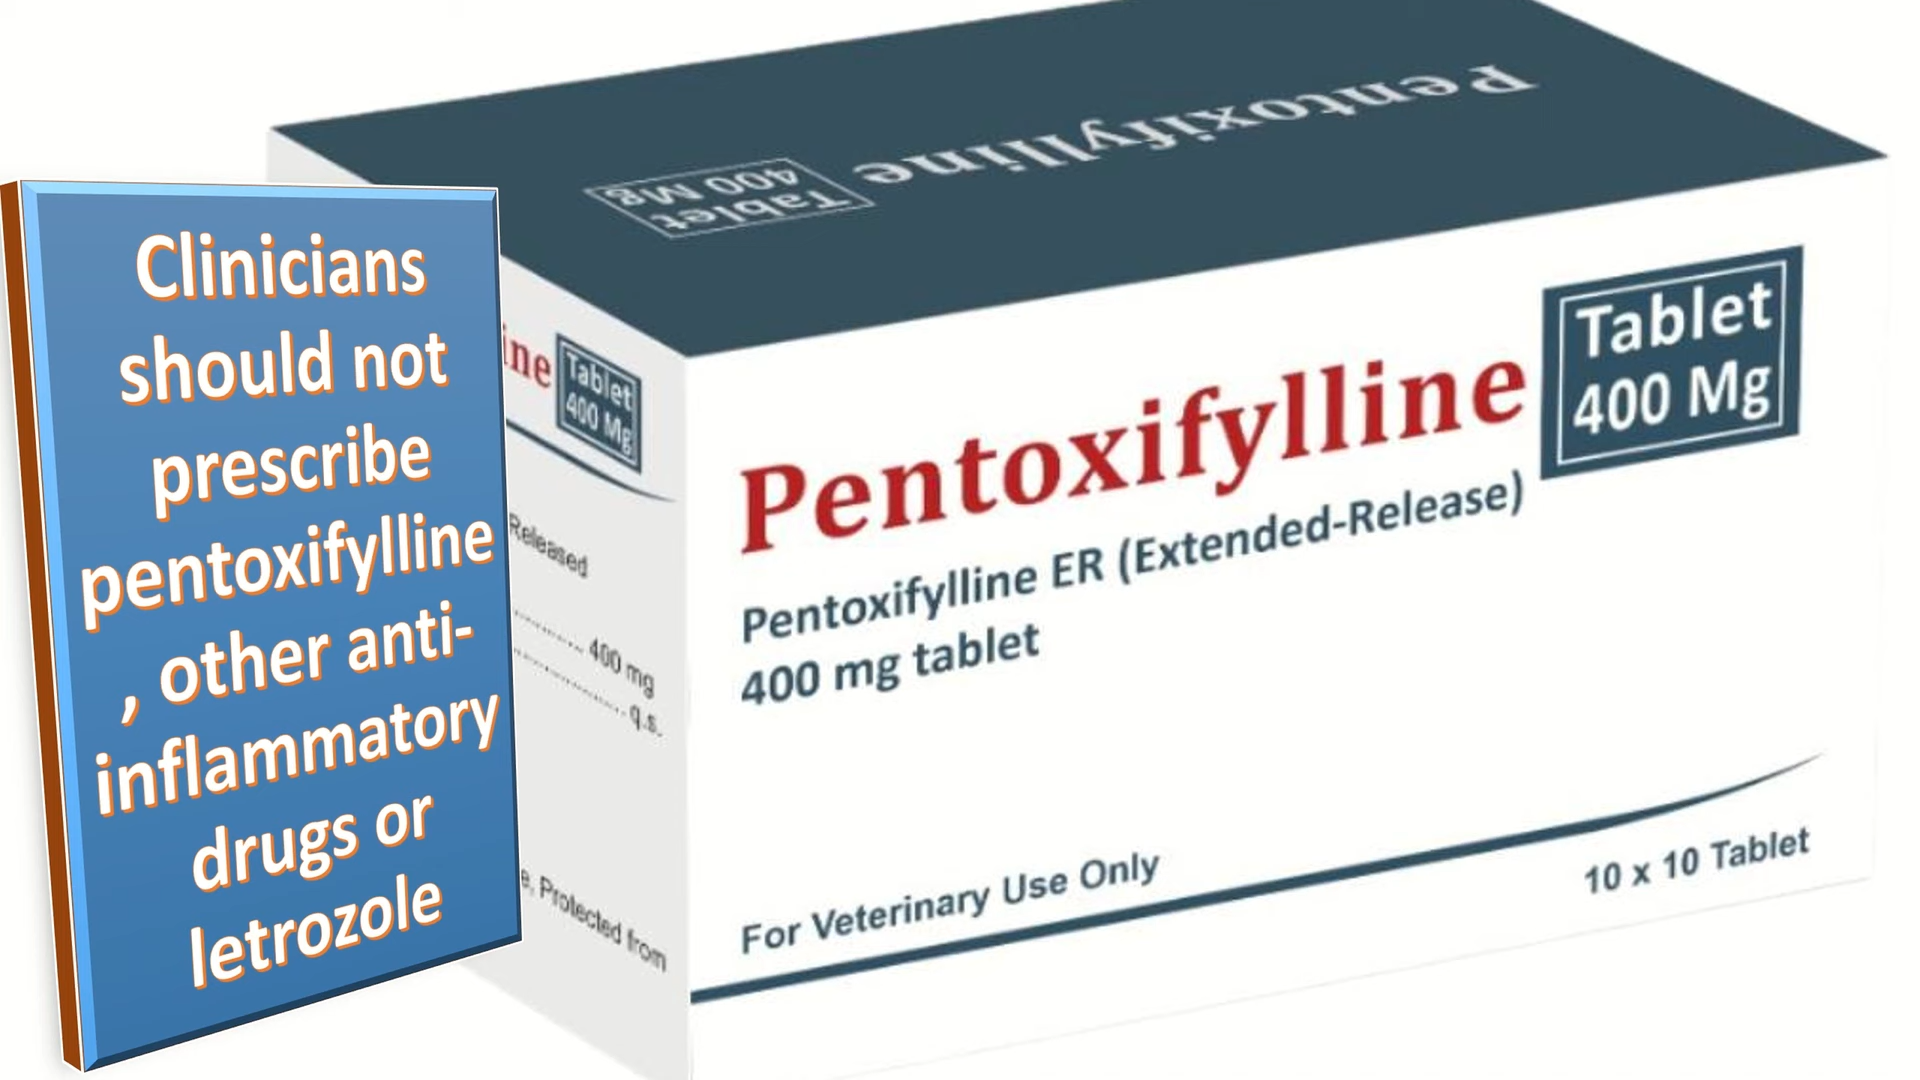 Clinicians
should not
prescribe
pentoxifylline
, other anti-
inflammatory
drugs or
letrozole
Pentoxifylline
Tablet
400 Mg
ine
Tablet
400 Mg
Released
400 mg
q.s.
Protected from
Pentoxifylline
Tablet
400 Mg
Pentoxifylline ER (Extended-Release)
400 mg tablet
For Veterinary Use Only
10 x 10 Tablet